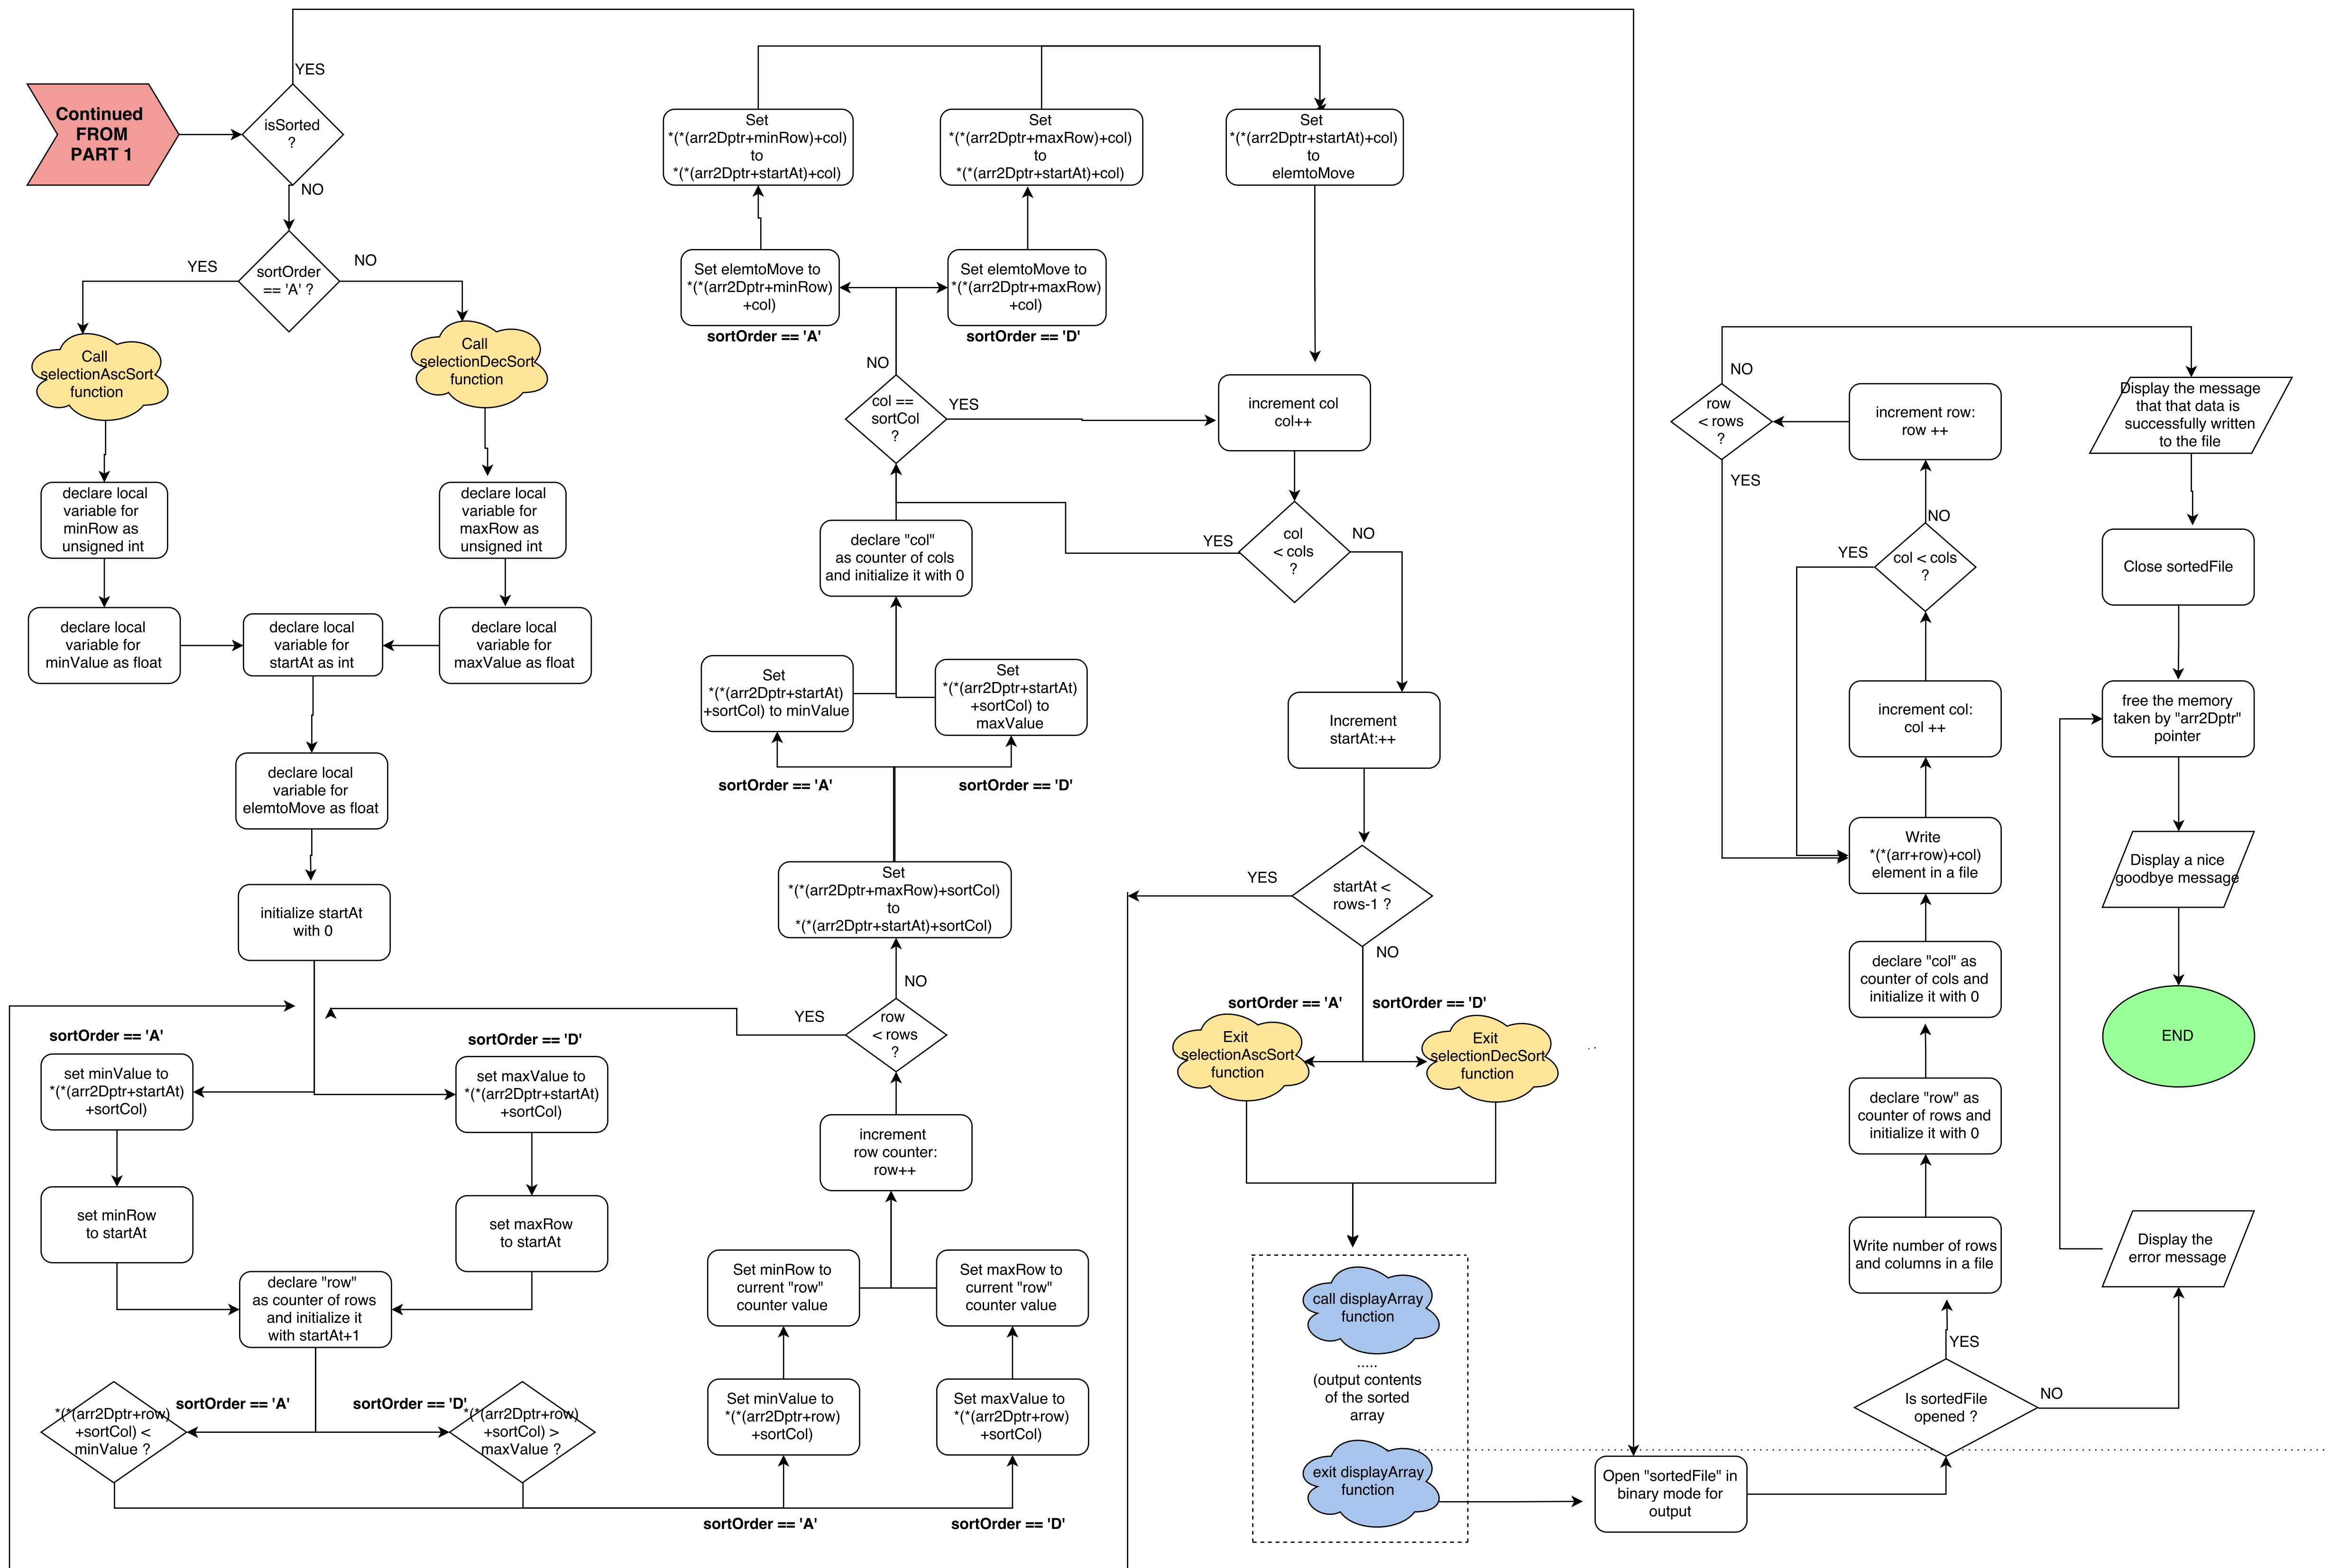 YES
Continued
FROM
PART 1
isSorted
?
NO
YES
sortOrder
== 'A' ?
NO
Call
selectionAscSort
function
Call
selectionDecSort
function
declare local
variable for
minRow as
unsigned int
declare local
variable for
maxRow as
unsigned int
declare local
variable for
minValue as float
declare local
variable for
startAt as int
declare local
variable for
maxValue as float
declare local
variable for
elemtoMove as float
initialize startAt
with 0
sortOrder == 'A'
sortOrder == 'D'
set minValue to
*(*(arr2Dptr+startAt)
+sortCol)
set maxValue to
*(*(arr2Dptr+startAt)
+sortCol)
set minRow
to startAt
set maxRow
to startAt
declare "row"
as counter of rows
and initialize it
with startAt+1
sortOrder == 'A'
sortOrder == 'D'
*(*(arr2Dptr+row)
+sortCol) <
minValue ?
*(*(arr2Dptr+row)
+sortCol) >
maxValue ?
sortOrder == 'A'
sortOrder == 'D'
Set minValue to
*(*(arr2Dptr+row)
+sortCol)
Set maxValue to
*(*(arr2Dptr+row)
+sortCol)
Set minRow to
current "row"
counter value
Set maxRow to
current "row"
counter value
increment
row counter:
row++
row
< rows
?
YES
NO
Set
*(*(arr2Dptr+maxRow)+sortCol)
to
*(*(arr2Dptr+startAt)+sortCol)
sortOrder == 'A'
sortOrder == 'D'
Set
*(*(arr2Dptr+startAt)
+sortCol) to minValue
Set
*(*(arr2Dptr+startAt)
+sortCol) to
maxValue
declare "col"
as counter of cols
and initialize it with 0
col ==
sortCol
?
NO
YES
sortOrder == 'A'
sortOrder == 'D'
Set elemtoMove to
*(*(arr2Dptr+minRow)
+col)
Set elemtoMove to
*(*(arr2Dptr+maxRow)
+col)
Set
*(*(arr2Dptr+minRow)+col)
to
*(*(arr2Dptr+startAt)+col)
Set
*(*(arr2Dptr+maxRow)+col)
to
*(*(arr2Dptr+startAt)+col)
Set
*(*(arr2Dptr+startAt)+col)
to
elemtoMove
increment col
col++
col
< cols
?
YES
NO
Increment
startAt:++
startAt <
rows-1 ?
YES
NO
sortOrder == 'A'
sortOrder == 'D'
Exit
selectionAscSort
function
Exit
selectionDecSort
function
call displayArray
function
.....
(output contents
of the sorted
array
exit displayArray
function
Open "sortedFile" in
binary mode for
output
Is sortedFile
opened ?
YES
NO
Write number of rows
and columns in a file
declare "row" as
counter of rows and
initialize it with 0
declare "col" as
counter of cols and
initialize it with 0
Write
*(*(arr+row)+col)
element in a file
increment col:
col ++
col < cols
?
YES
NO
increment row:
row ++
row
< rows
?
NO
YES
Display the message
that that data is
successfully written
to the file
Close sortedFile
free the memory
taken by "arr2Dptr"
pointer
Display a nice
goodbye message
END
Display the
error message